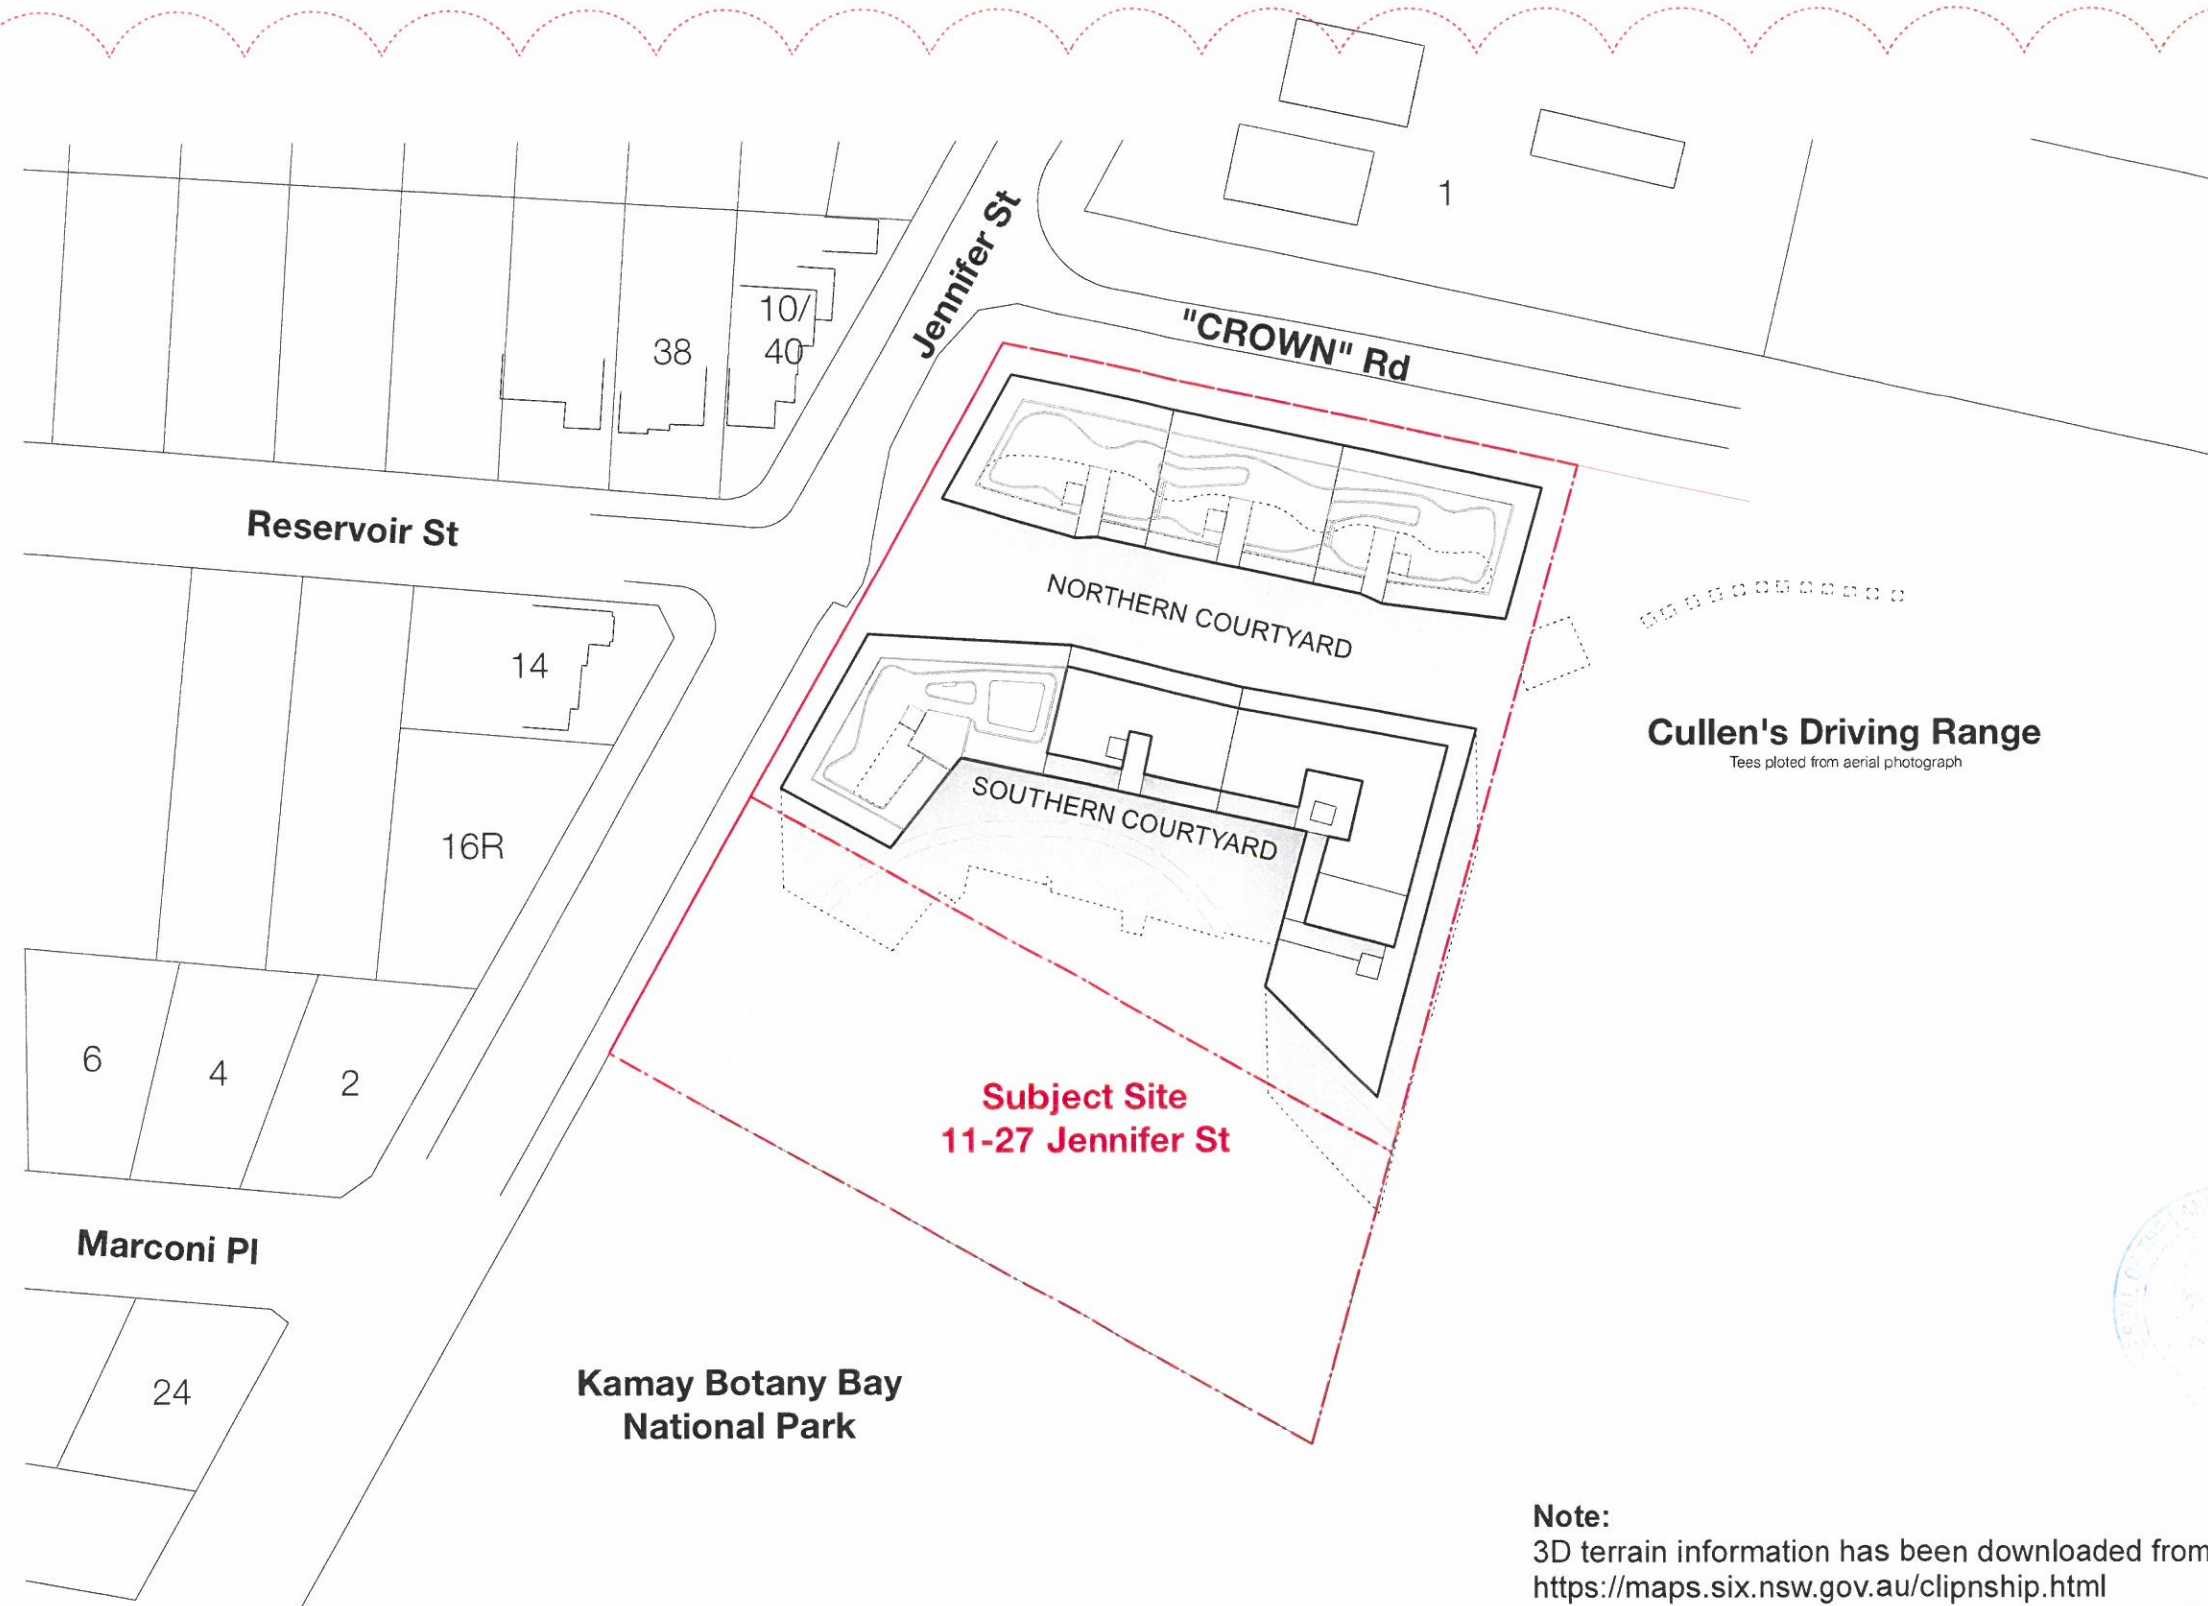 1
Jennifer St
"CROWN" Rd
10/
40
38
Reservoir St
NORTHERN COURTYARD
14
Cullen's Driving Range
Tees ploted from aerial photograph
SOUTHERN COURTYARD
16R
6
4
2
Subject Site
11-27 Jennifer St
Marconi Pl
24
Kamay Botany Bay
National Park
Note:
3D terrain information has been downloaded from
https://maps.six.nsw.gov.au/clipnship.html